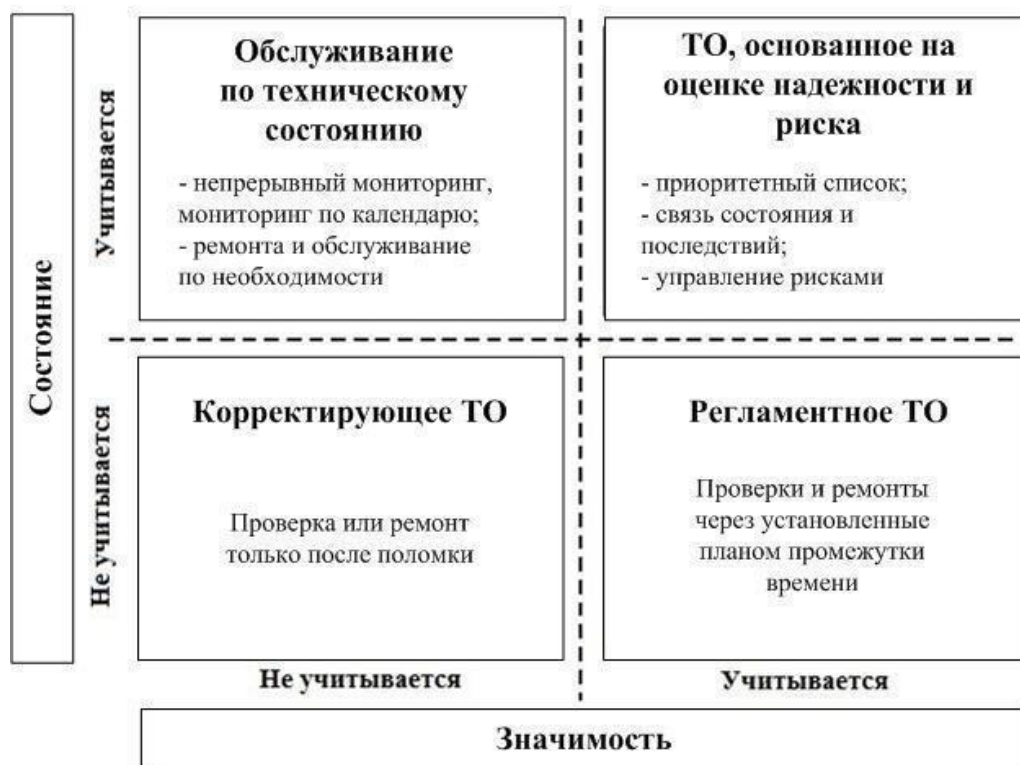 Состояние
Учитывается
Обслуживание
по техническому
состоянию
- непрерывный мониторинг,
мониторинг по календарю;
- ремонта и обслуживание
по необходимости
ТО, основанное на
оценке надежности и
риска
- приоритетный список;
- связь состояния и
последствий;
- управление рисками
Не учитывается
Корректирующее ТО
Проверка или ремонт
только после поломки
Регламентное ТО
Проверки и ремонты
через установленные
планом промежутки
времени
Не учитывается
Учитывается
Значимость